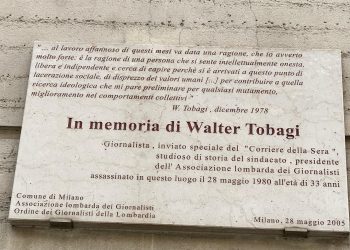 "... al lavoro affannoso di questi mesi va data una ragione, che io avverto
molto forte: è la ragione di una persona che si sente intellettualmente onesta,
libera e indipendente e cerca di capire perché si è arrivati a questo punto di
lacerazione sociale, di disprezzo dei valori umani [...] per contribuire a quella
ricerca ideologica che mi pare preliminare per qualsiasi mutamento,
miglioramento nei comportamenti collettivi"
W. Tobagi , dicembre 1978
In memoria di Walter Tobagi
Giornalista , inviato speciale del "Corriere della Sera",
studioso di storia del sindacato , presidente
dell' Associazione lombarda dei Giornalisti
assassinato in questo luogo il 28 maggio 1980 all'etá di 33 anni
Comune di Milano
Associazione lombarda dei Giornalisti
Ordine dei Giornalisti della Lombardia
Milano, 28 maggio 2005